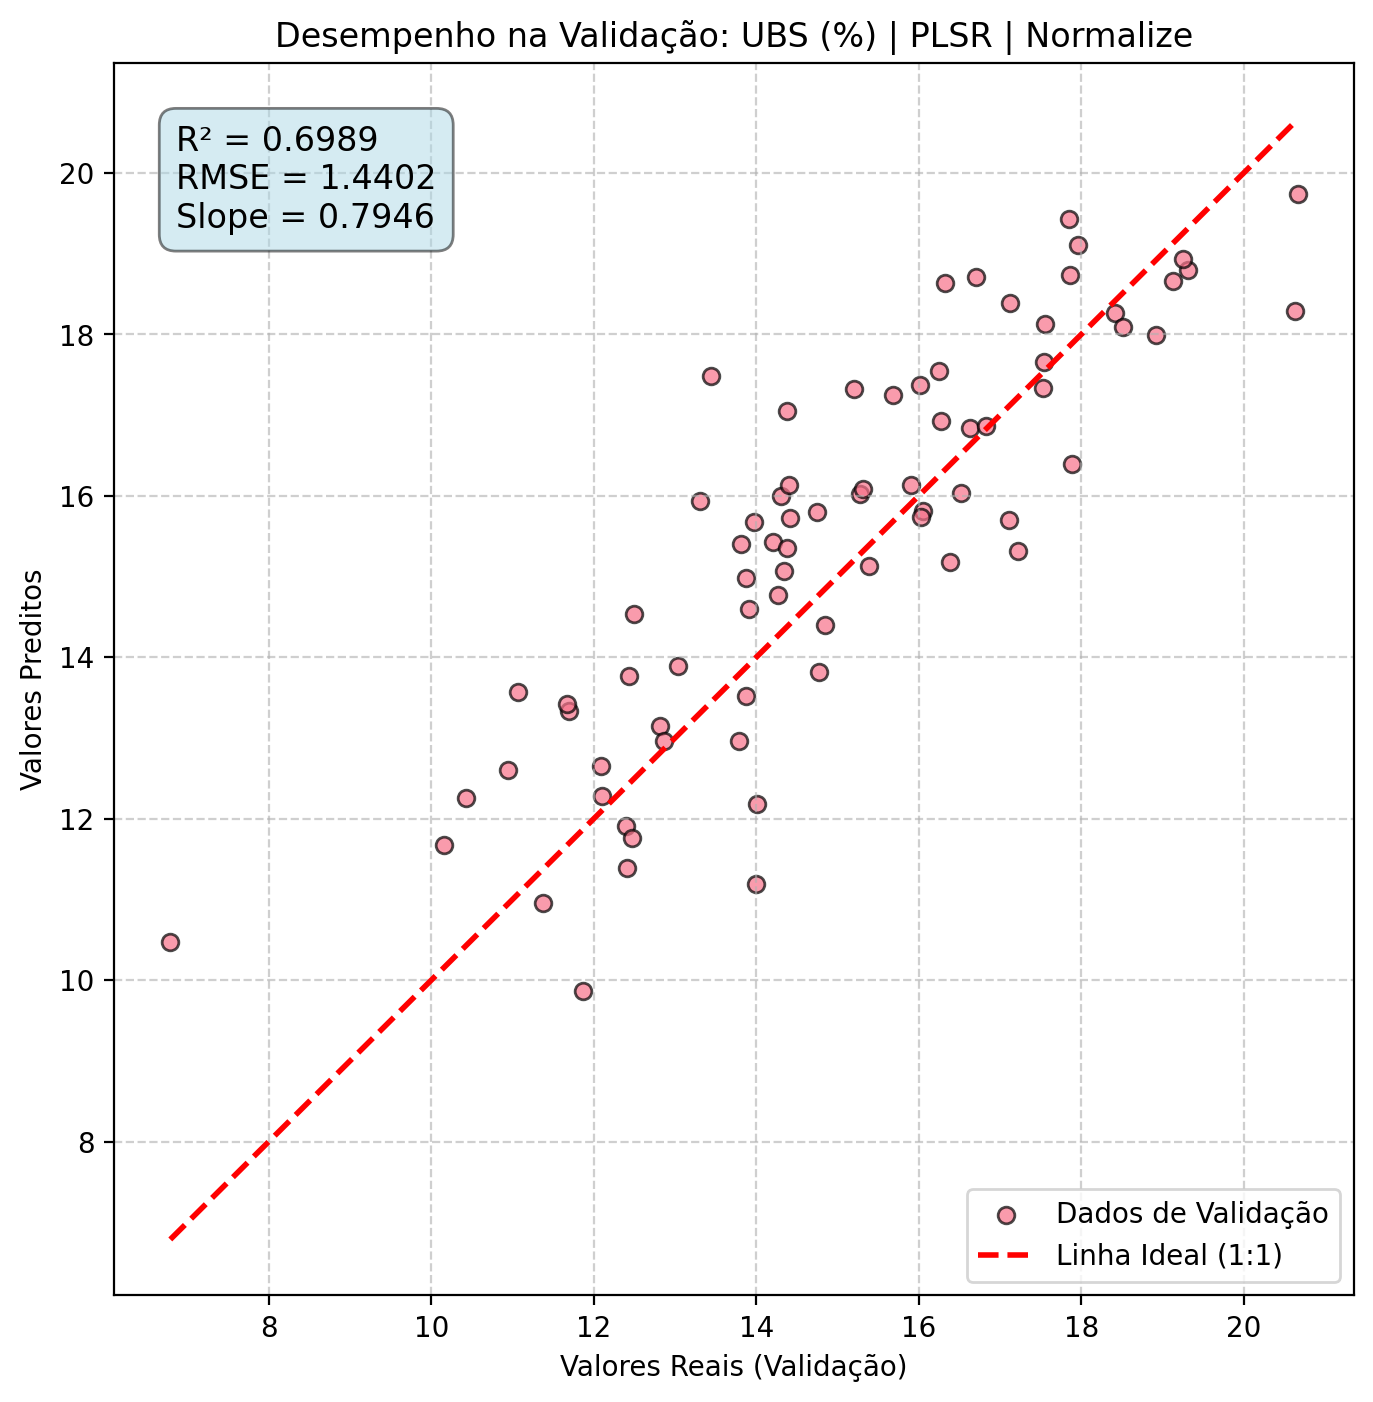 Desempenho na Validação: UBS (%) | PLSR | Normalize
R² = 0.6989
RMSE = 1.4402
Slope = 0.7946
20
18
16
14
12
10
8
Valores Preditos
Dados de Validação
Linha Ideal (1:1)
8 10 12 14 16 18 20
Valores Reais (Validação)